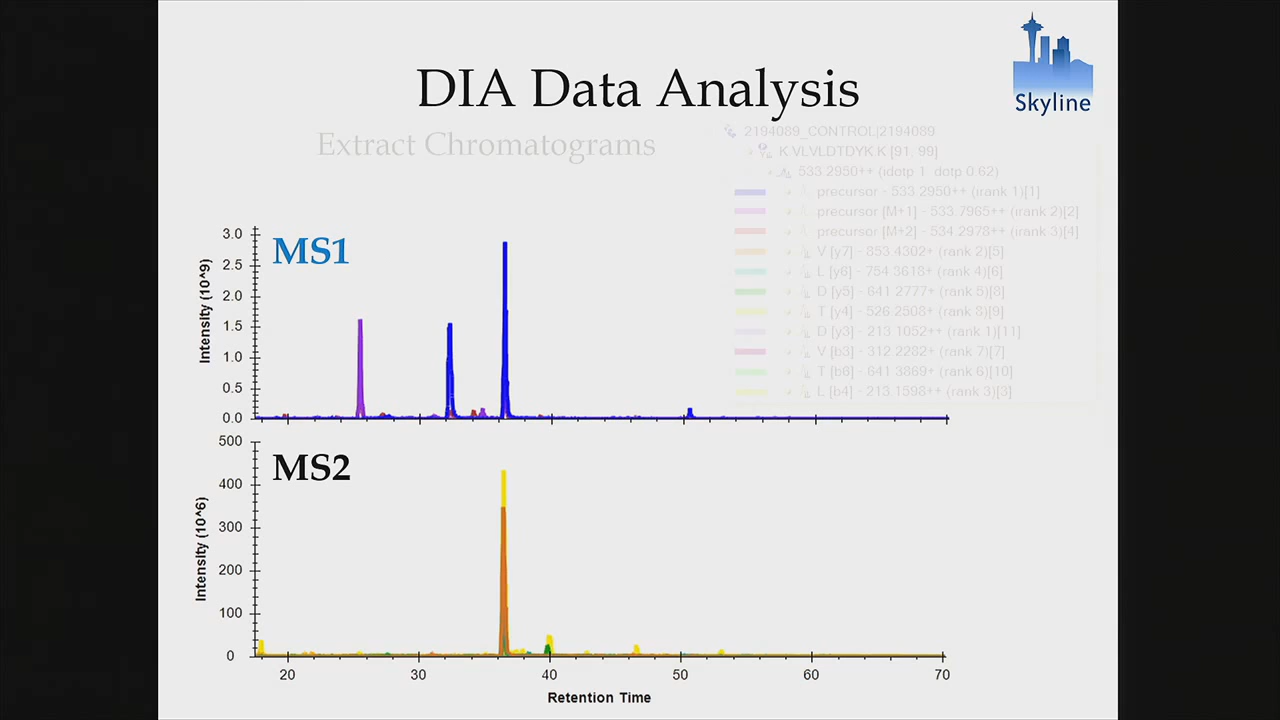 DIA Data Analysis
Skyline
Extract Chromatograms
2194089_CONTROL|2194089
K.VLVLDTDYK.K [91, 99]
533.2950++ (idotp 1, dotp 0.62)
precursor - 533.2950++ (irank 1)[1]
precursor [M+1] - 533.7965++ (irank 2)[2]
precursor [M+2] - 534.2978++ (irank 3)[4]
V [y7] - 853.4302+ (rank 2)[5]
L [y6] - 754.3618+ (rank 4)[6]
D [y5] - 641.2777+ (rank 5)[8]
T [y4] - 526.2508+ (rank 8)[9]
D [y3] - 213.1052++ (rank 1)[11]
V [b3] - 312.2282+ (rank 7)[7]
T [b6] - 641.3869+ (rank 6)[10]
L [b4] - 213.1598++ (rank 3)[3]
MS1
Intensity (10^9)
3.0
2.5
2.0
1.5
1.0
0.5
0.0
MS2
Intensity (10^6)
500
400
300
200
100
0
20 30 40 50 60 70
Retention Time